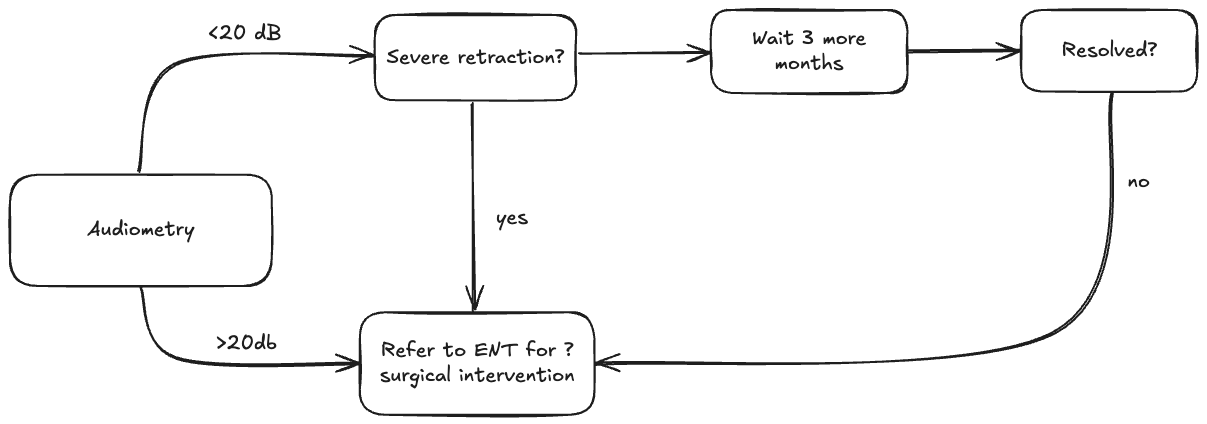 <20 dB
Severe retraction?
Wait 3 more
months
Resolved?
Audiometry
yes
no
>20db
Refer to ENT for ?
surgical intervention